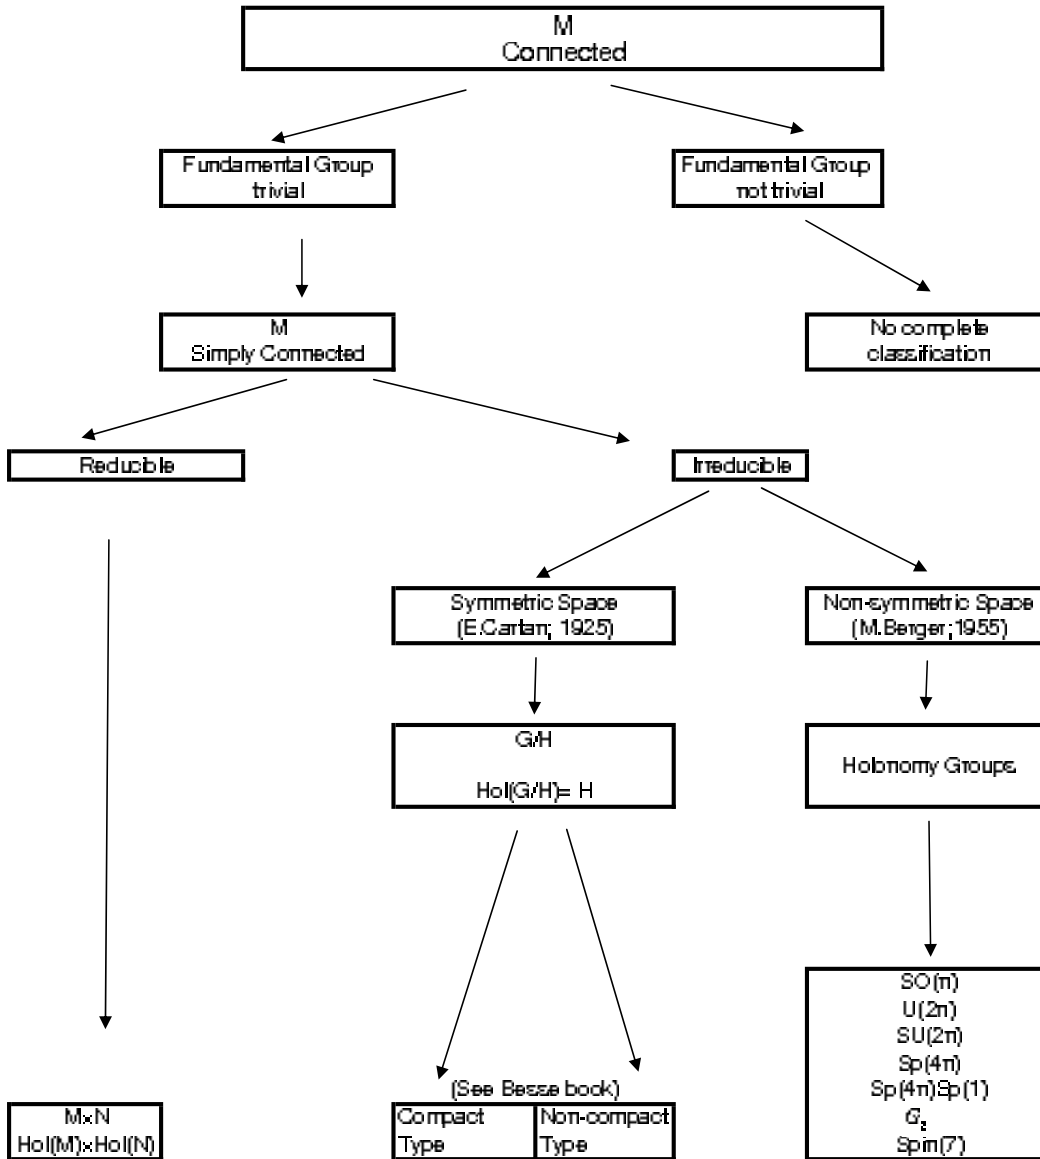 M
Connected
Fundamental Group
trivial
Fundamental Group
not trivial
M
Simply Connected
No complete
classification
Reducible
Irreducible
Symmetric Space
(E.Cartan; 1925)
Non-symmetric Space
(M.Berger;1955)
G/H
Hol(G/H)= H
Holonomy Groups
SO(n)
U(2n)
SU(2n)
Sp(4n)
Sp(4n)Sp(1)
G₂
Spin(7)
(See Besse book)
M×N
Hol(M)×Hol(N)
Compact
Type
Non-compact
Type